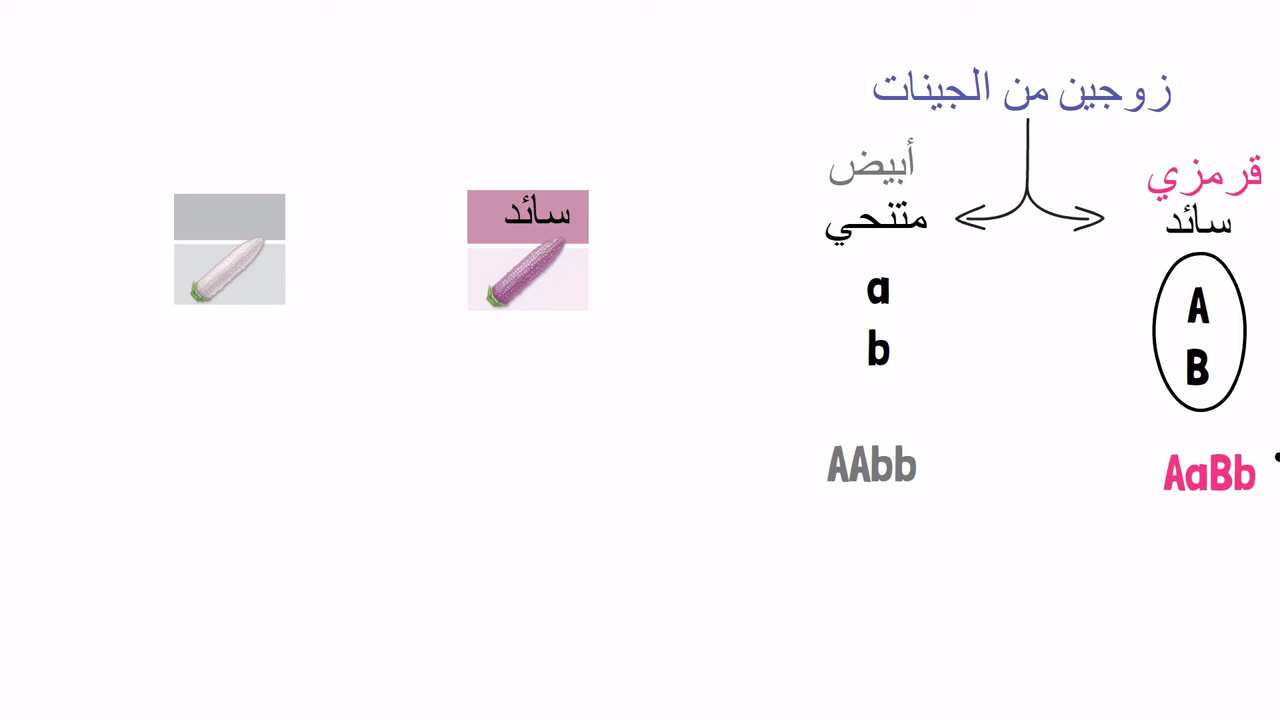 زوجين من الجينات
قرمزي
أبيض
سائد
متنحي
سائد
A
a
B
b
AaBb
AAbb